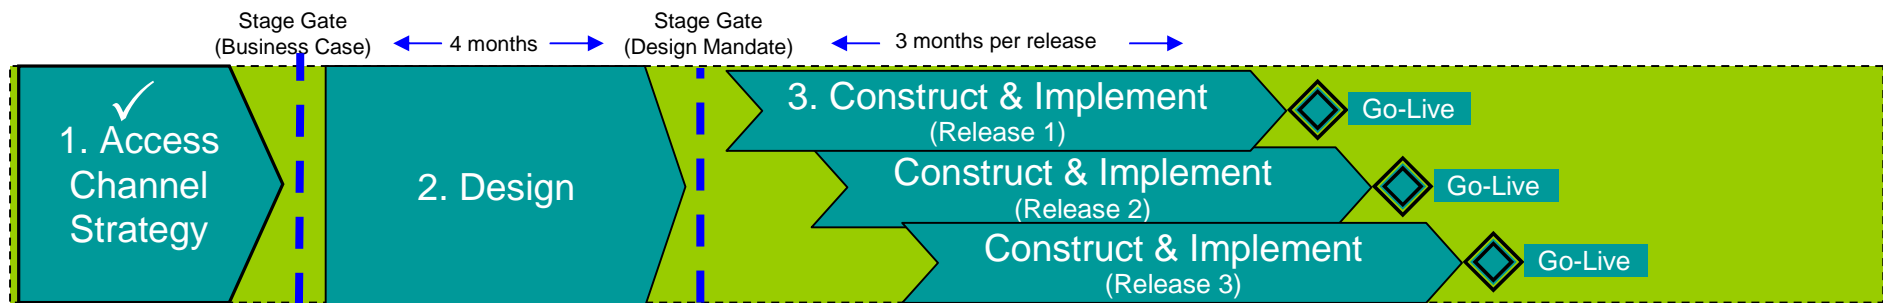 Stage Gate
(Business Case)
4 months
Stage Gate
(Design Mandate)
3 months per release
1. Access
Channel
Strategy
2. Design
3. Construct & Implement
(Release 1)
Go-Live
Construct & Implement
(Release 2)
Go-Live
Construct & Implement
(Release 3)
Go-Live